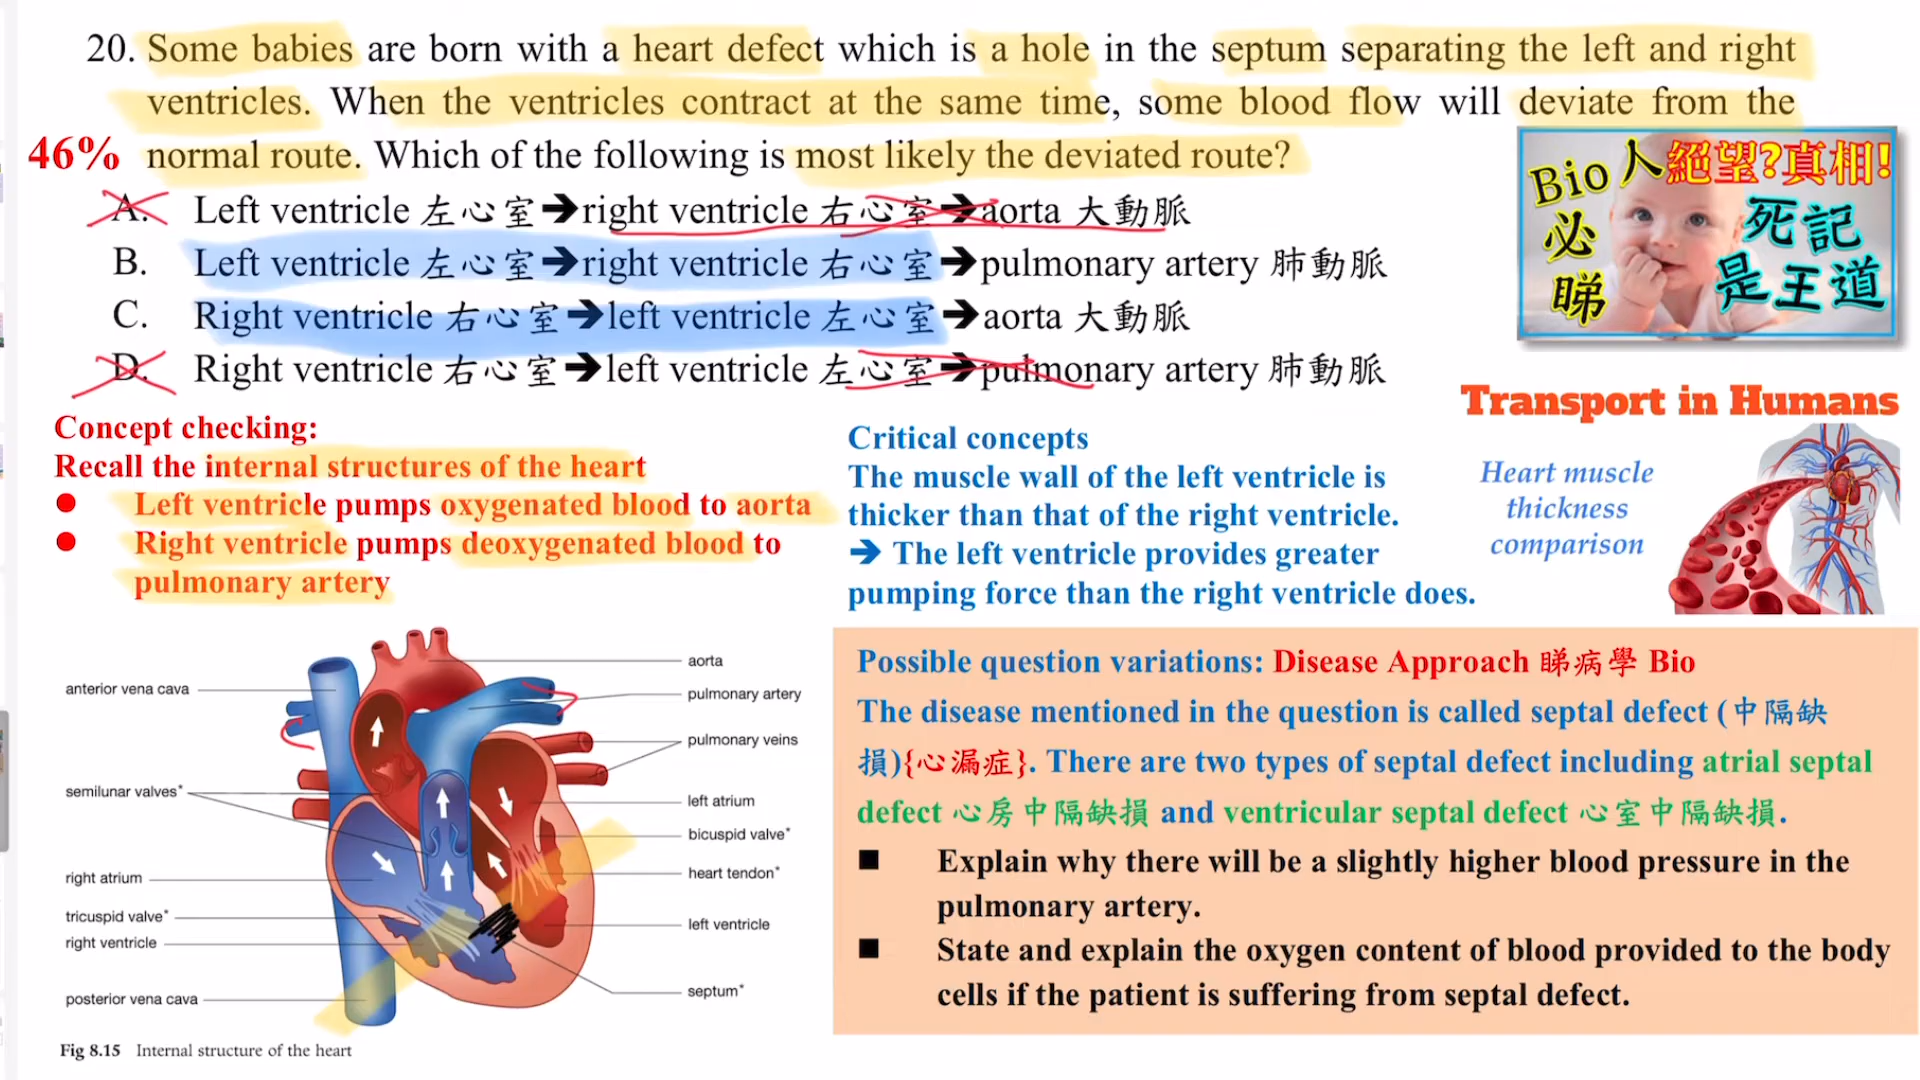 20. Some babies are born with a heart defect which is a hole in the septum separating the left and right
ventricles. When the ventricles contract at the same time, some blood flow will deviate from the
46% normal route. Which of the following is most likely the deviated route?
A. Left ventricle 左心室➔right ventricle 右心室➔aorta 大動脈
B. Left ventricle 左心室➔right ventricle 右心室➔pulmonary artery 肺動脈
C. Right ventricle 右心室➔left ventricle 左心室➔aorta 大動脈
D. Right ventricle 右心室➔left ventricle 左心室➔pulmonary artery 肺動脈
Bio人絕望?真相!
必睇
死記
是王道
Concept checking:
Recall the internal structures of the heart
● Left ventricle pumps oxygenated blood to aorta
● Right ventricle pumps deoxygenated blood to
pulmonary artery
Critical concepts
The muscle wall of the left ventricle is
thicker than that of the right ventricle.
➔ The left ventricle provides greater
pumping force than the right ventricle does.
Transport in Humans
Heart muscle
thickness
comparison
anterior vena cava
semilunar valves*
right atrium
tricuspid valve*
right ventricle
posterior vena cava
aorta
pulmonary artery
pulmonary veins
left atrium
bicuspid valve*
heart tendon*
left ventricle
septum*
Fig 8.15 Internal structure of the heart
Possible question variations: Disease Approach 睇病學 Bio
The disease mentioned in the question is called septal defect (中隔缺
損){心漏症}. There are two types of septal defect including atrial septal
defect 心房中隔缺損 and ventricular septal defect 心室中隔缺損.
■ Explain why there will be a slightly higher blood pressure in the
pulmonary artery.
■ State and explain the oxygen content of blood provided to the body
cells if the patient is suffering from septal defect.